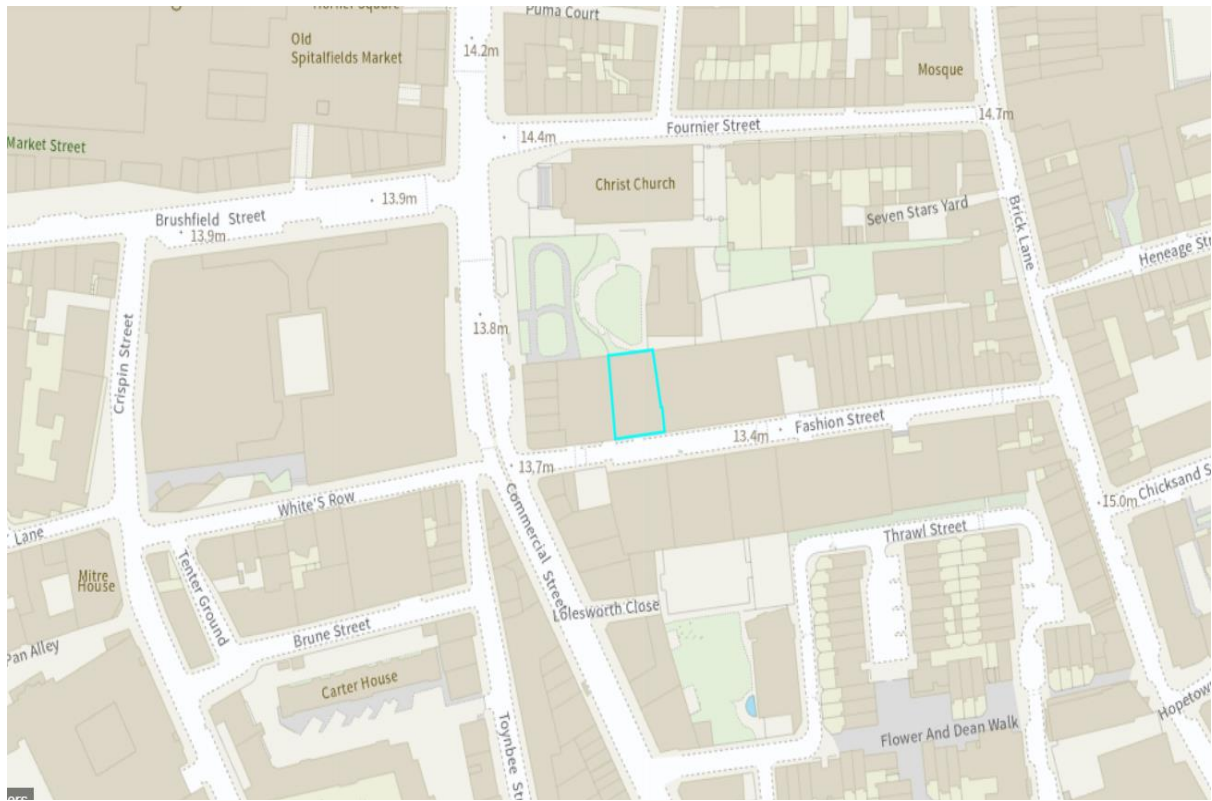 Puma Court
Old
Spitalfields Market
14.2m
Mosque
Market Street
14.4m
Fournier Street
14.7m
Christ Church
Brushfield Street
13.9m
13.9m
Seven Stars Yard
Brick Lane
Heneage
Crispin Street
13.8m
Fashion Street
13.4m
13.7m
White'S Row
Commercial Street
15.0m
Chicksand
Lane
Thrawl Street
Mitre
House
Tenter Ground
Lolesworth Close
Brune Street
Pan Alley
Carter House
Toynbee
Flower And Dean Walk